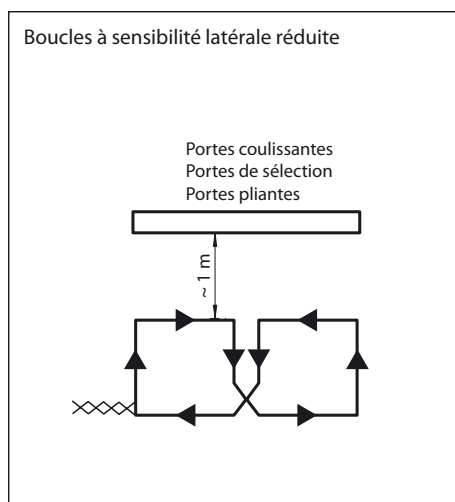 Boucles à sensibilité latérale réduite
Portes coulissantes
Portes de sélection
Portes pliantes
~ 1 m